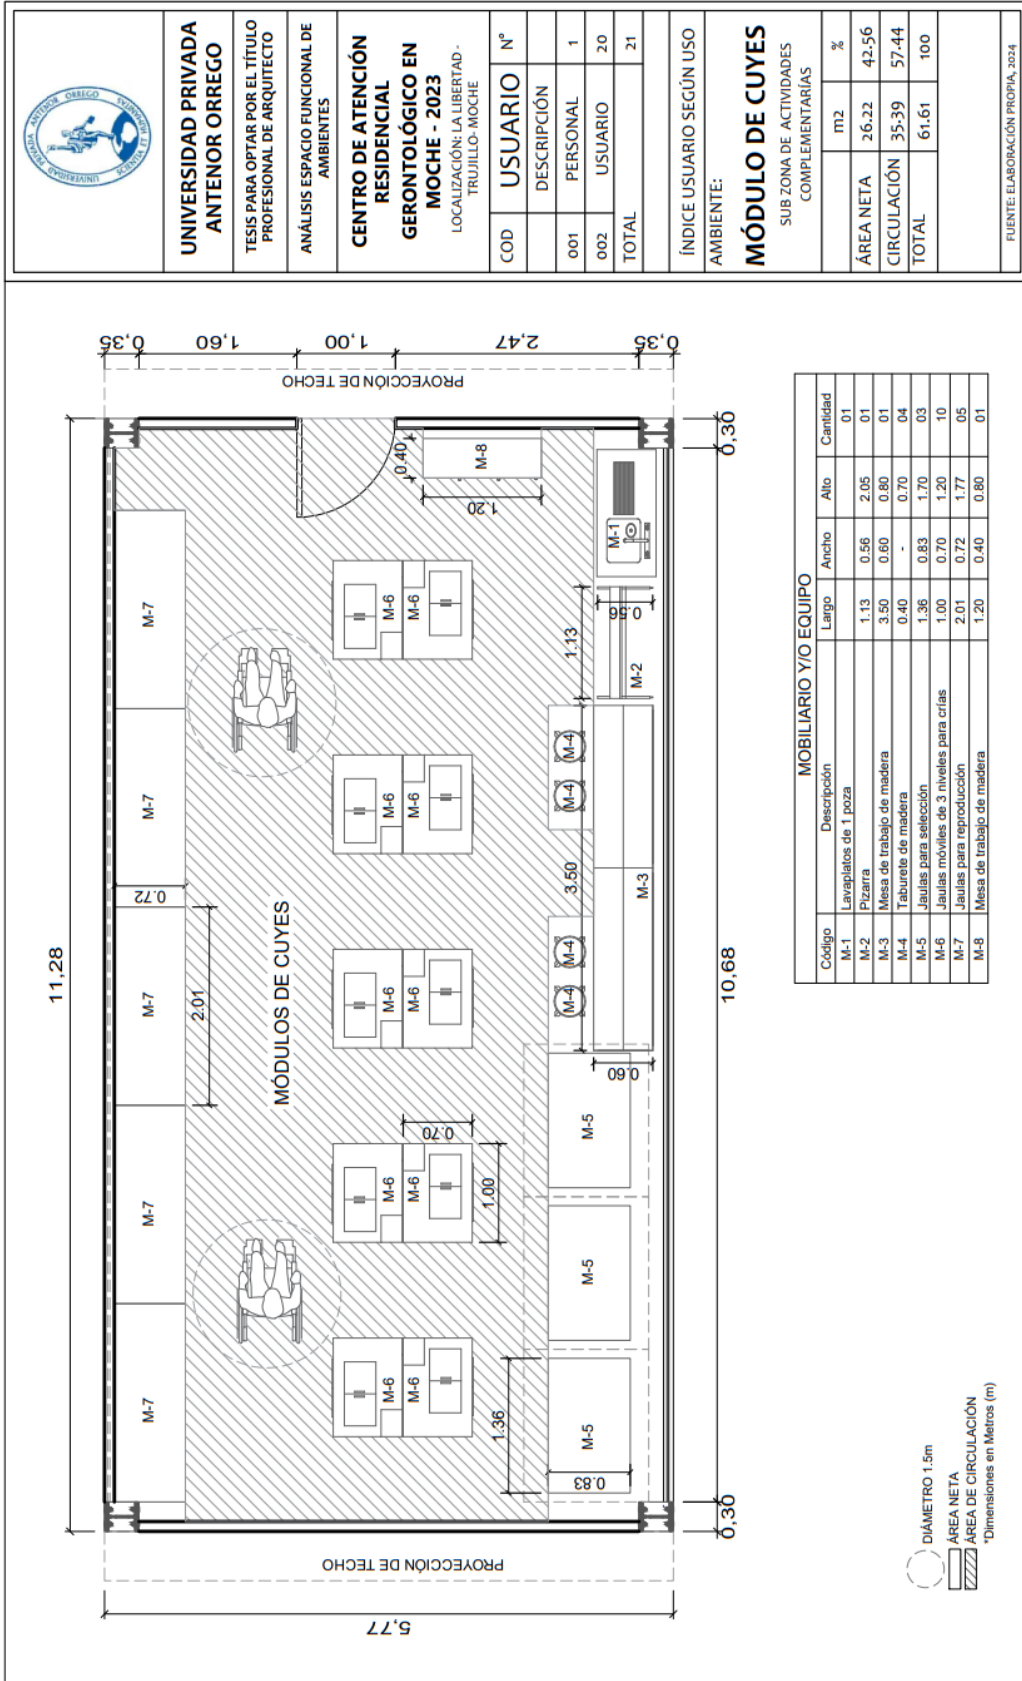 UNIVERSIDAD PRIVADA ANTENOR ORREGO
UNIVERSIDAD PRIVADA
ANTENOR ORREGO
TESIS PARA OPTAR POR EL TÍTULO
PROFESIONAL DE ARQUITECTO
ANÁLISIS ESPACIO FUNCIONAL DE
AMBIENTES
CENTRO DE ATENCIÓN
RESIDENCIAL
GERONTOLÓGICO EN
MOCHE - 2023
LOCALIZACIÓN: LA LIBERTAD -
TRUJILLO- MOCHE
COD USUARIO N°
DESCRIPCIÓN
001 PERSONAL 1
002 USUARIO 20
TOTAL 21
ÍNDICE USUARIO SEGÚN USO
AMBIENTE:
MÓDULO DE CUYES
SUB ZONA DE ACTIVIDADES
COMPLEMENTARÍAS
m2 %
ÁREA NETA 26.22 42.56
CIRCULACIÓN 35.39 57.44
TOTAL 61.61 100
FUENTE: ELABORACIÓN PROPIA, 2024
11,28
5,77
PROYECCIÓN DE TECHO
PROYECCIÓN DE TECHO
0,35
1,60
1,00
2,47
0,35
M-7
M-7
M-7
M-7
M-7
0.72
2.01
MÓDULOS DE CUYES
M-6
M-6
M-6
M-6
M-6
M-6
M-6
M-6
M-6
M-6
0.70
1.00
0.40
M-8
1.20
M-1
0.56
1.13
M-2
M-4
M-4
3.50
M-4
M-4
M-3
0.60
M-5
M-5
M-5
1.36
0.83
0,30
10,68
0,30
MOBILIARIO Y/O EQUIPO
Código Descripción Largo Ancho Alto Cantidad
M-1 Lavaplatos de 1 poza 01
M-2 Pizarra 1.13 0.56 2.05 01
M-3 Mesa de trabajo de madera 3.50 0.60 0.80 01
M-4 Taburete de madera 0.40 - 0.70 04
M-5 Jaulas para selección 1.36 0.83 1.70 03
M-6 Jaulas móviles de 3 niveles para crías 1.00 0.70 1.20 10
M-7 Jaulas para reproducción 2.01 0.72 1.77 05
M-8 Mesa de trabajo de madera 1.20 0.40 0.80 01
DIÁMETRO 1.5m
ÁREA NETA
ÁREA DE CIRCULACIÓN
*Dimensiones en Metros (m)